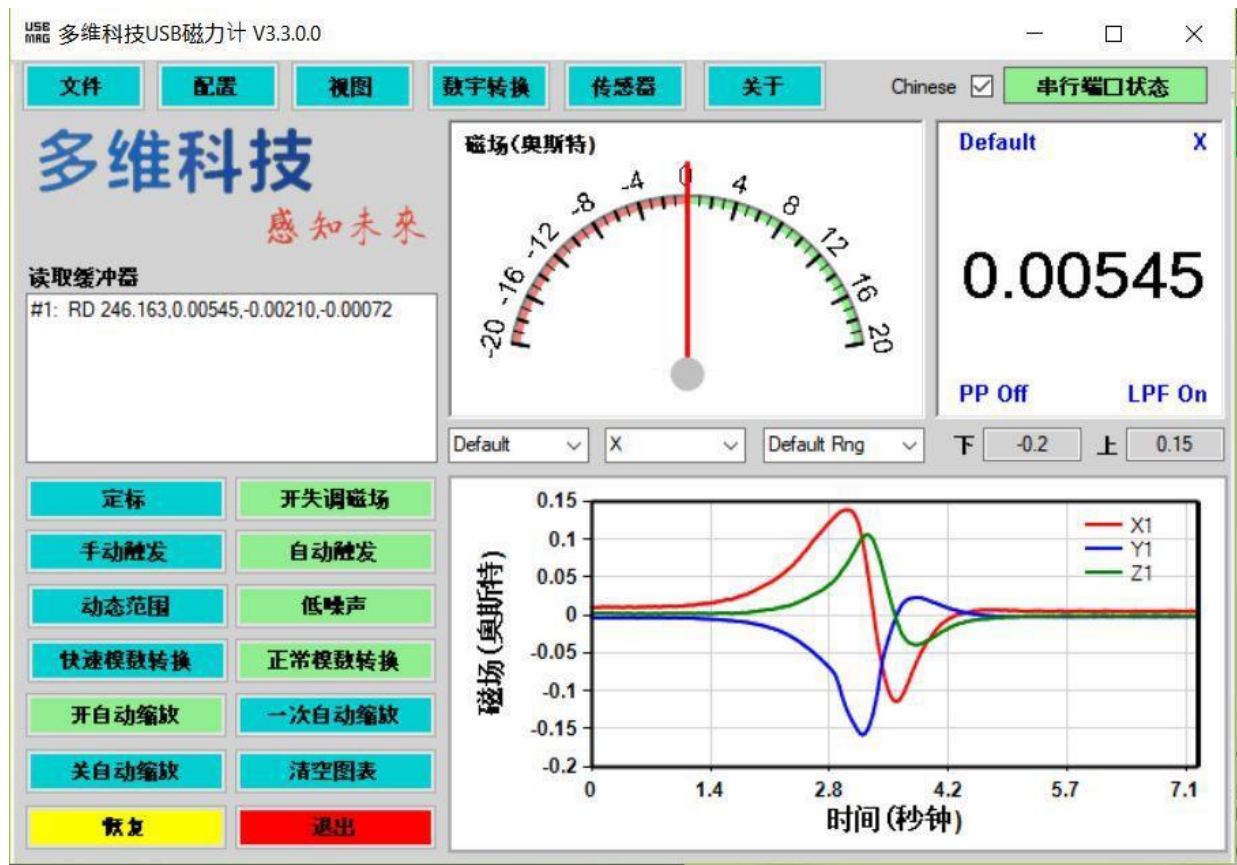 USB MAG 多维科技USB磁力计 V3.3.0.0
文件 配置 视图 数字转换 传感器 关于 Chinese 串行端口状态
多维科技
感知未来
读取缓冲器
#1: RD 246.163,0.00545,-0.00210,-0.00072
磁场(奥斯特)
-20 -16 -12 -8 -4 0 4 8 12 16 20
Default X
0.00545
PP Off LPF On
Default X Default Rng 下 -0.2 上 0.15
定标 开失调磁场
手动触发 自动触发
动态范围 低噪声
快速模数转换 正常模数转换
开自动缩放 一次自动缩放
关自动缩放 清空图表
恢复 退出
磁场(奥斯特)
0.15
0.1
0.05
0
-0.05
-0.1
-0.15
-0.2
X1
Y1
Z1
0 1.4 2.8 4.2 5.7 7.1
时间(秒钟)